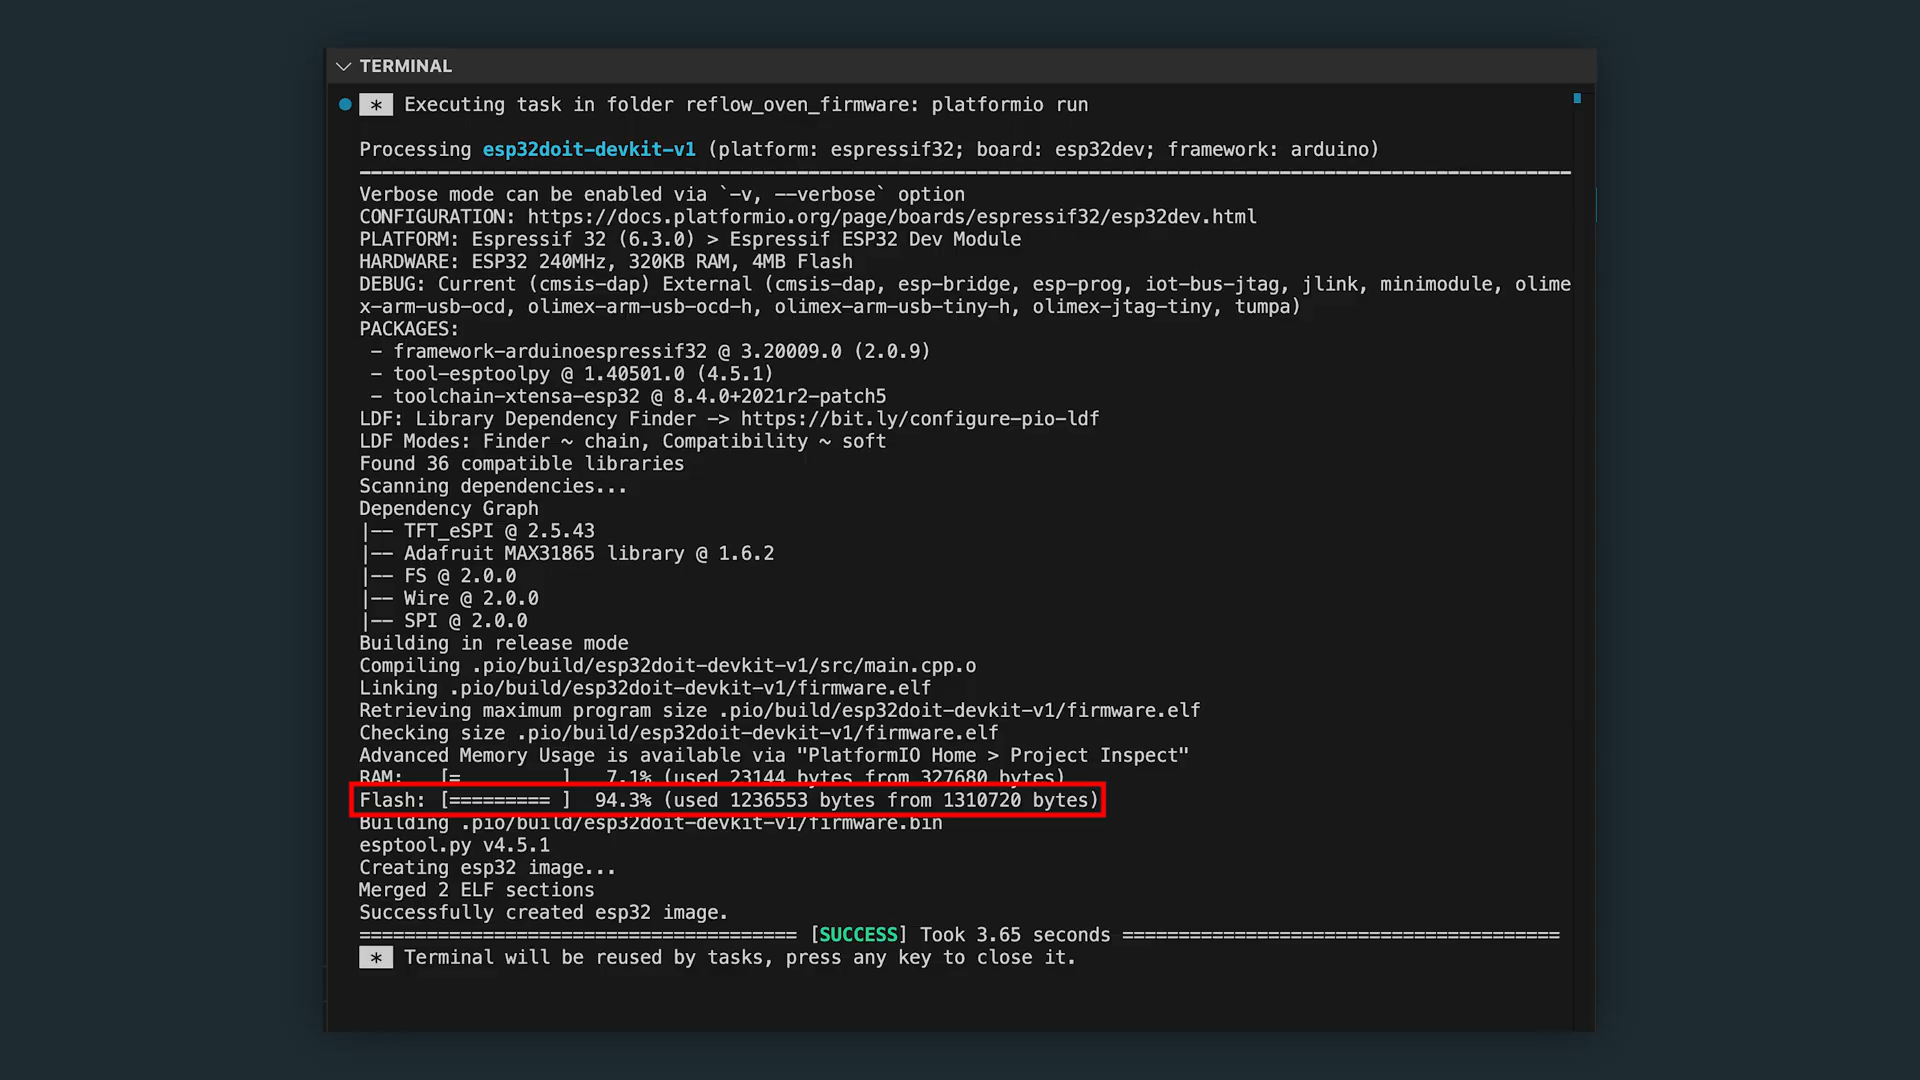 TERMINAL
* Executing task in folder reflow_oven_firmware: platformio run
Processing esp32doit-devkit-v1 (platform: espressif32; board: esp32dev; framework: arduino)
Verbose mode can be enabled via `-v, --verbose` option
CONFIGURATION: https://docs.platformio.org/page/boards/espressif32/esp32dev.html
PLATFORM: Espressif 32 (6.3.0) > Espressif ESP32 Dev Module
HARDWARE: ESP32 240MHz, 320KB RAM, 4MB Flash
DEBUG: Current (cmsis-dap) External (cmsis-dap, esp-bridge, esp-prog, iot-bus-jtag, jlink, minimodule, olime
x-arm-usb-ocd, olimex-arm-usb-ocd-h, olimex-arm-usb-tiny-h, olimex-jtag-tiny, tumpa)
PACKAGES:
 - framework-arduinoespressif32 @ 3.20009.0 (2.0.9)
 - tool-esptoolpy @ 1.40501.0 (4.5.1)
 - toolchain-xtensa-esp32 @ 8.4.0+2021r2-patch5
LDF: Library Dependency Finder -> https://bit.ly/configure-pio-ldf
LDF Modes: Finder ~ chain, Compatibility ~ soft
Found 36 compatible libraries
Scanning dependencies...
Dependency Graph
|-- TFT_eSPI @ 2.5.43
|-- Adafruit MAX31865 library @ 1.6.2
|-- FS @ 2.0.0
|-- Wire @ 2.0.0
|-- SPI @ 2.0.0
Building in release mode
Compiling .pio/build/esp32doit-devkit-v1/src/main.cpp.o
Linking .pio/build/esp32doit-devkit-v1/firmware.elf
Retrieving maximum program size .pio/build/esp32doit-devkit-v1/firmware.elf
Checking size .pio/build/esp32doit-devkit-v1/firmware.elf
Advanced Memory Usage is available via "PlatformIO Home > Project Inspect"
RAM:   [=         ]   7.1% (used 23144 bytes from 327680 bytes)
Flash: [========= ]  94.3% (used 1236553 bytes from 1310720 bytes)
Building .pio/build/esp32doit-devkit-v1/firmware.bin
esptool.py v4.5.1
Creating esp32 image...
Merged 2 ELF sections
Successfully created esp32 image.
======================================= [SUCCESS] Took 3.65 seconds =======================================
* Terminal will be reused by tasks, press any key to close it.